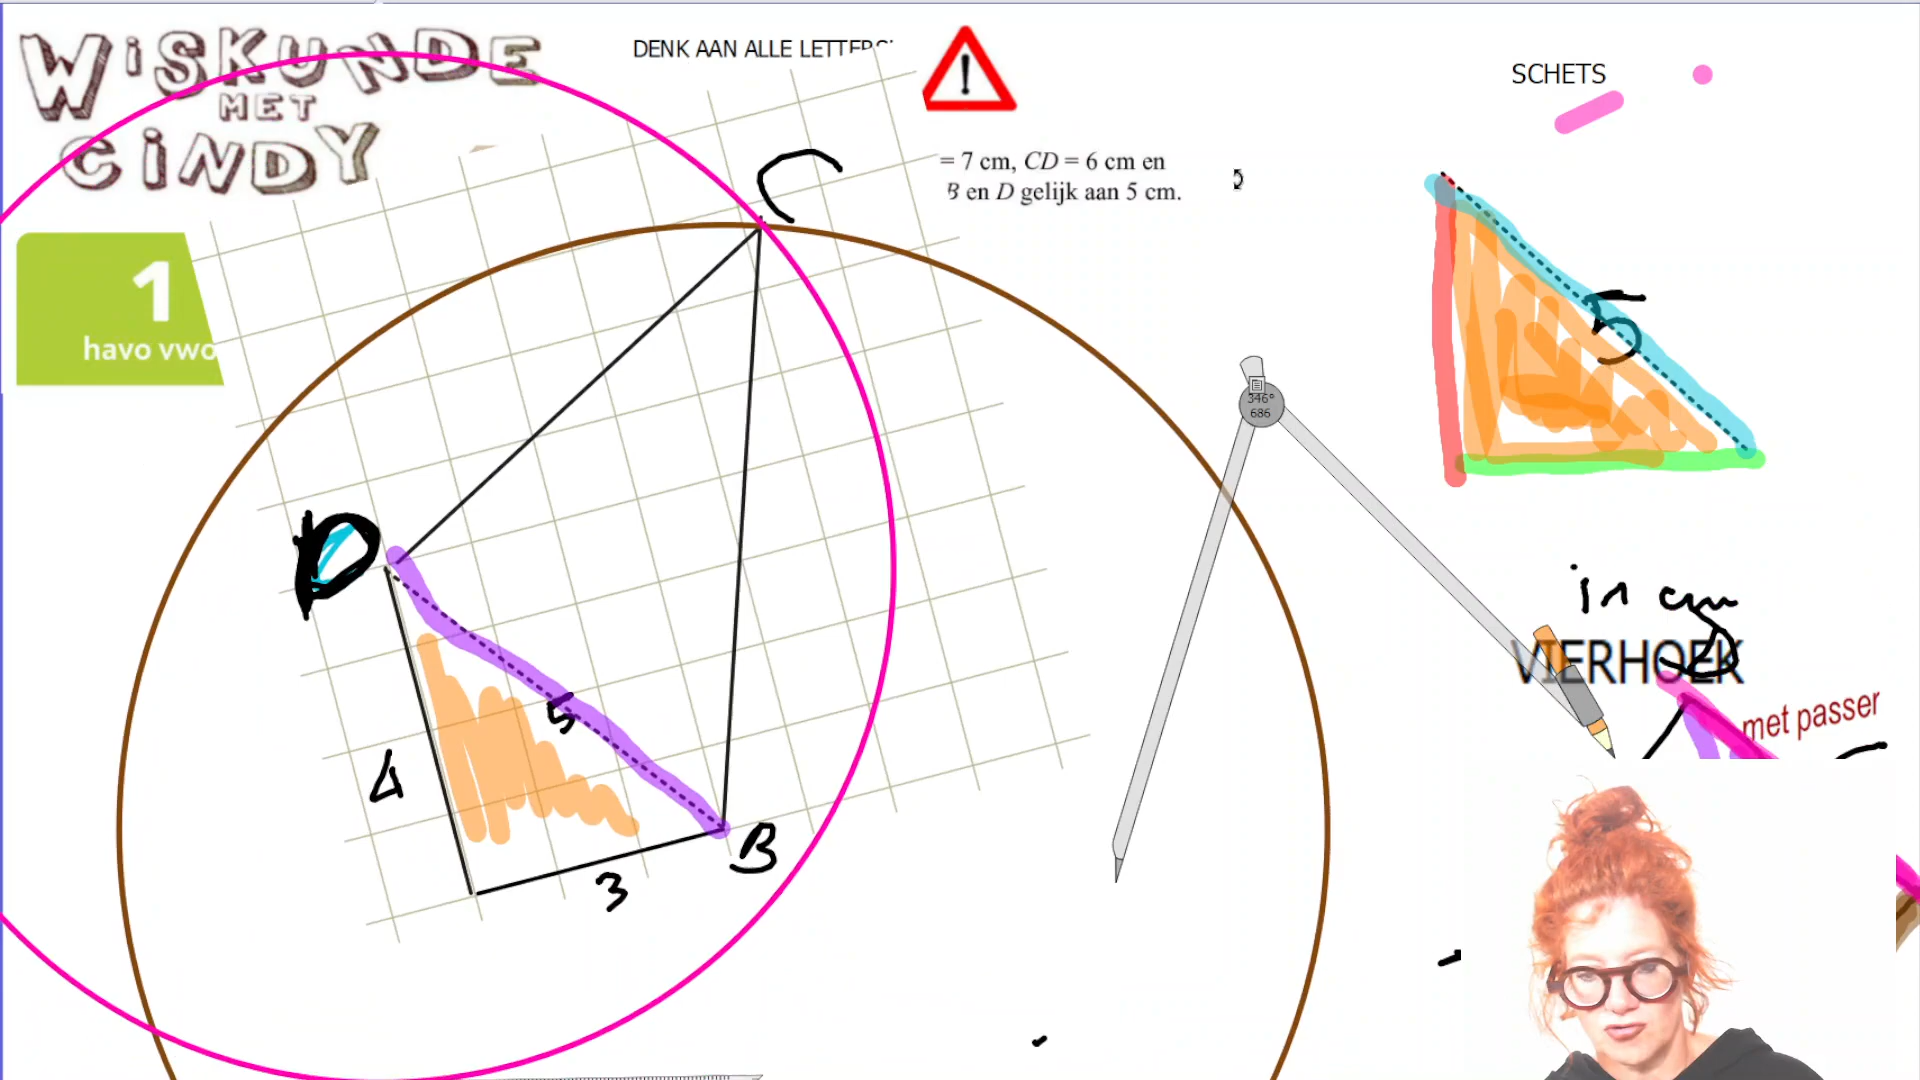 WISKUNDE
MET
CINDY
1
havo vwo
DENK AAN ALLE LETTERS
= 7 cm, CD = 6 cm en
B en D gelijk aan 5 cm.
SCHETS
C
5
346°
686
D
in cm
VIERHOEK
met passer
5
4
B
3